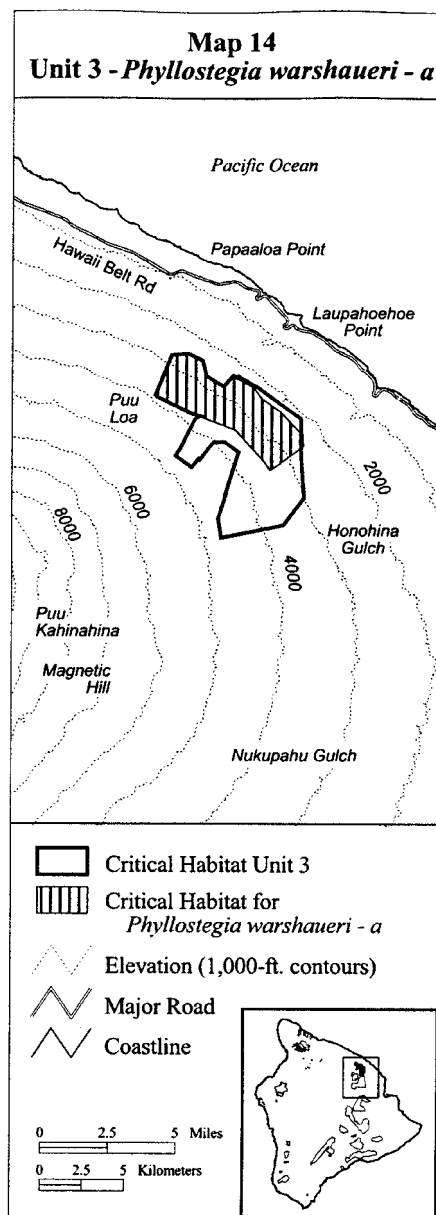 Map 14
Unit 3 - Phyllostegia warshaueri - a
Pacific Ocean
Papaaloa Point
Hawaii Belt Rd
Laupahoehoe
Point
Puu
Loa
2000
6000
8000
Honohina
Gulch
4000
Puu
Kahinahina
Magnetic
Hill
Nukupahu Gulch
Critical Habitat Unit 3
Critical Habitat for
Phyllostegia warshaueri - a
Elevation (1,000-ft. contours)
Major Road
Coastline
0 2.5 5 Miles
0 2.5 5 Kilometers